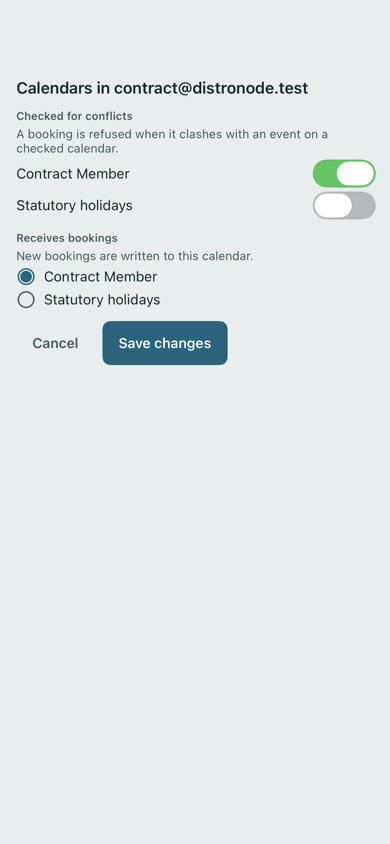 Calendars in contract@distronode.test
Checked for conflicts
A booking is refused when it clashes with an event on a
checked calendar.
Contract Member
Statutory holidays
Receives bookings
New bookings are written to this calendar.
Contract Member
Statutory holidays
Cancel
Save changes